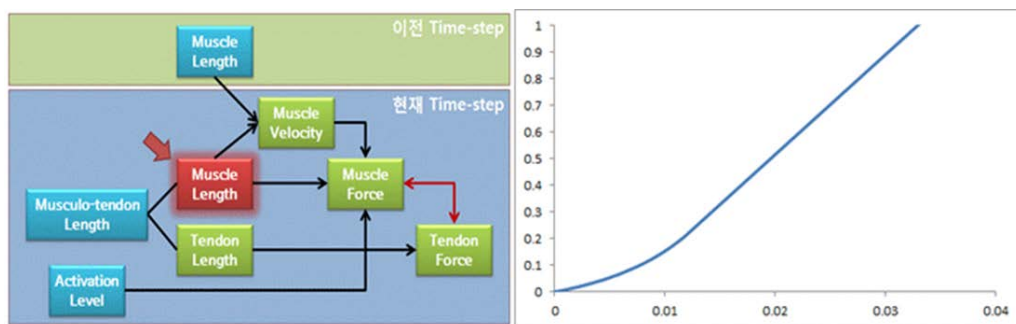 이전 Time-step
Muscle
Length
현재 Time-step
Muscle
Velocity
Muscle
Length
Muscle
Force
Musculo-tendon
Length
Tendon
Length
Tendon
Force
Activation
Level
1
0.9
0.8
0.7
0.6
0.5
0.4
0.3
0.2
0.1
0
0
0.01
0.02
0.03
0.04